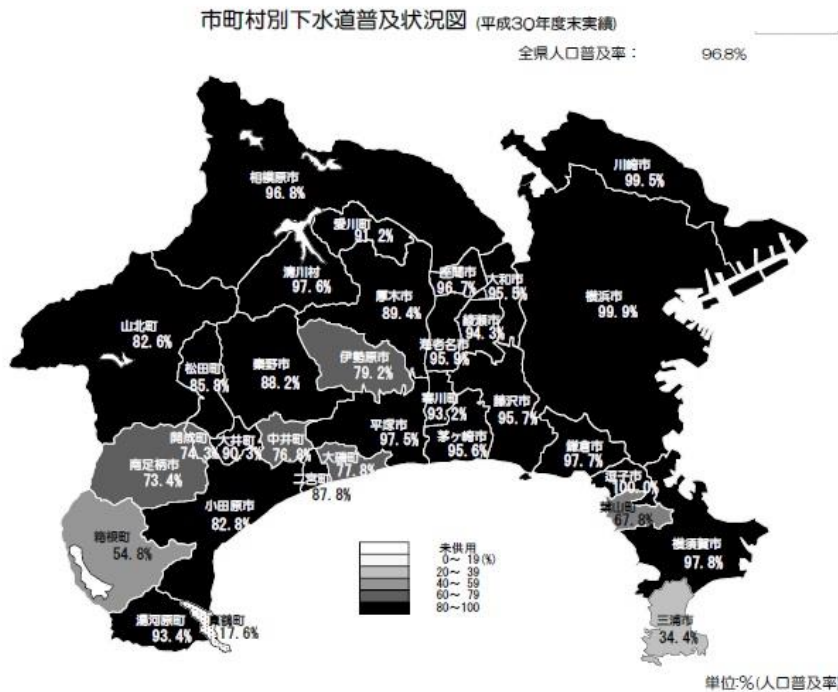 市町村別下水道普及状況図 (平成30年度末実績)
全県人口普及率: 96.8%
川崎市
99.5%
相模原市
96.8%
愛川町
91.2%
清川村
97.6%
座間市
96.7%
大和市
95.5%
横浜市
99.9%
厚木市
89.4%
綾瀬市
94.3%
山北町
82.6%
海老名市
95.9%
伊勢原市
79.2%
松田町
85.8%
秦野市
88.2%
寒川町
93.2%
藤沢市
95.7%
平塚市
97.5%
茅ヶ崎市
95.6%
開成町
74.3%
大井町
90.3%
中井町
76.8%
大磯町
77.8%
鎌倉市
97.7%
南足柄市
73.4%
二宮町
87.8%
逗子市
100.0%
小田原市
82.8%
葉山町
67.8%
箱根町
54.8%
横須賀市
97.8%
湯河原町
93.4%
真鶴町
17.6%
三浦市
34.4%
未供用
0~ 19(%)
20~ 39
40~ 59
60~ 79
80~100
単位:%(人口普及率